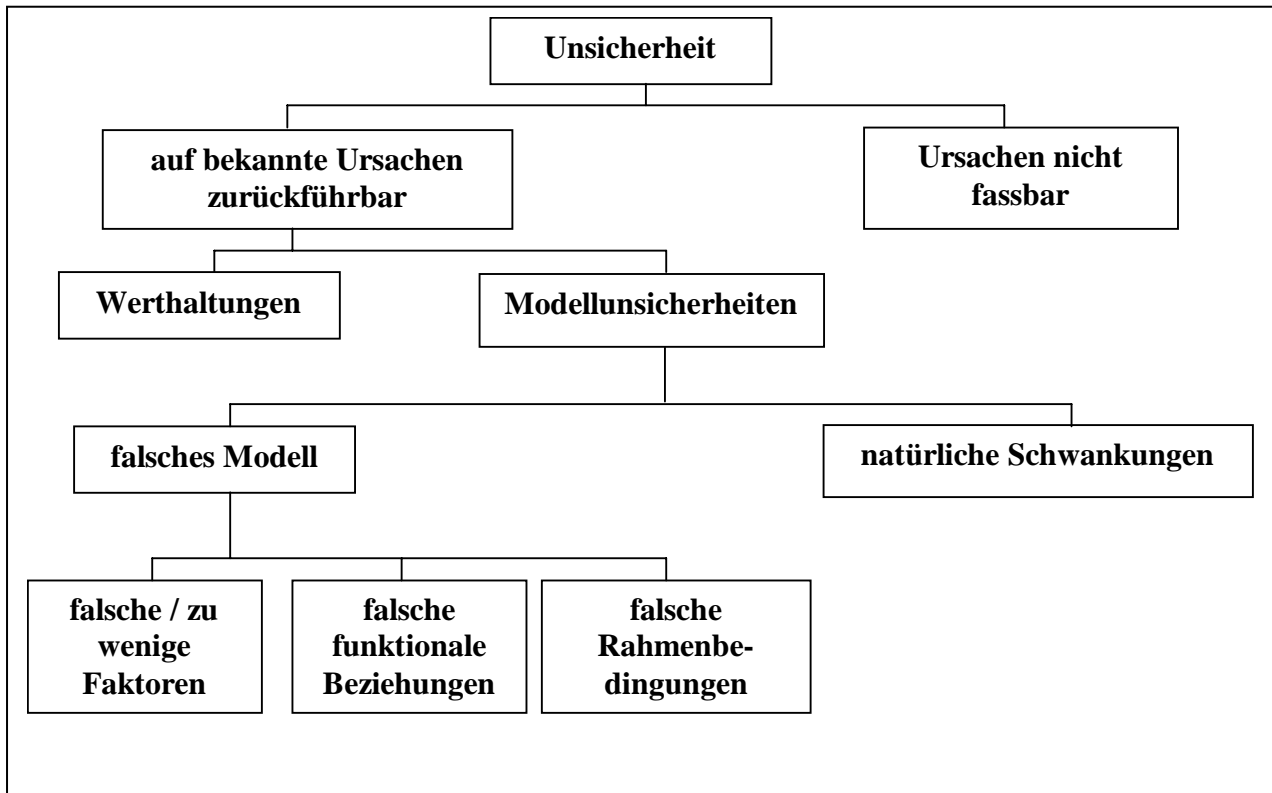 Unsicherheit
auf bekannte Ursachen
zurückführbar
Ursachen nicht
fassbar
Werthaltungen
Modellunsicherheiten
falsches Modell
natürliche Schwankungen
falsche / zu
wenige
Faktoren
falsche
funktionale
Beziehungen
falsche
Rahmenbe-
dingungen